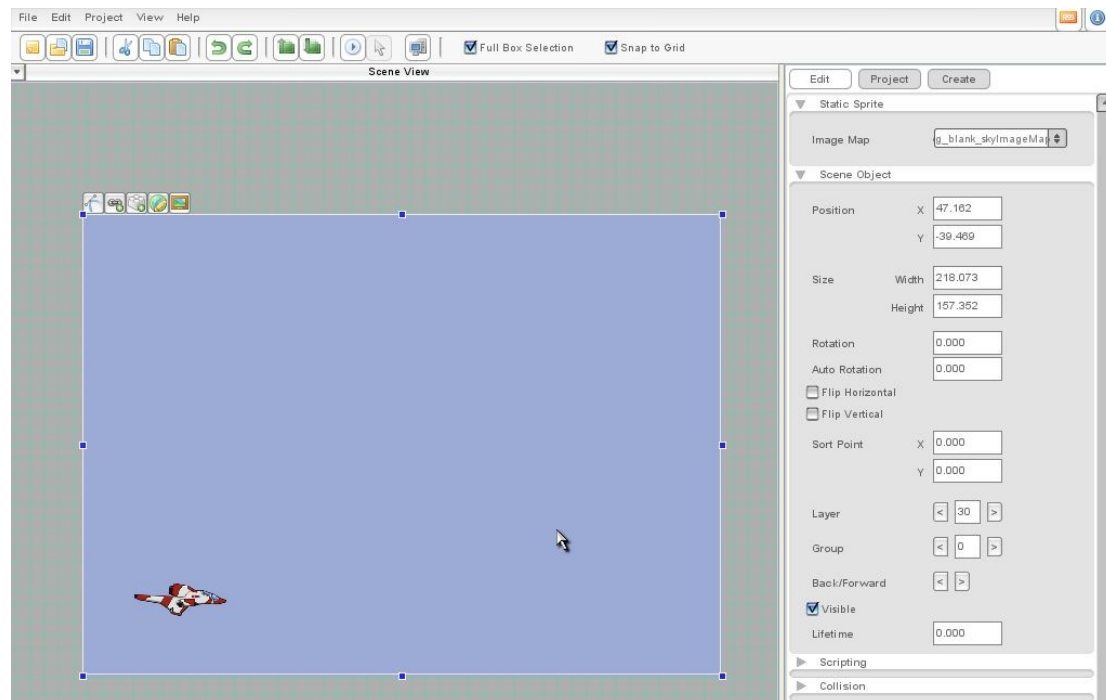 File Edit Project View Help
RSS
Full Box Selection Snap to Grid
Scene View
Edit Project Create
Static Sprite
Image Map g_blank_skyImageMap
Scene Object
Position X 47.162
Y -39.469
Size Width 218.073
Height 157.352
Rotation 0.000
Auto Rotation 0.000
Flip Horizontal
Flip Vertical
Sort Point X 0.000
Y 0.000
Layer < 30 >
Group < 0 >
Back/Forward < >
Visible
Lifetime 0.000
Scripting
Collision